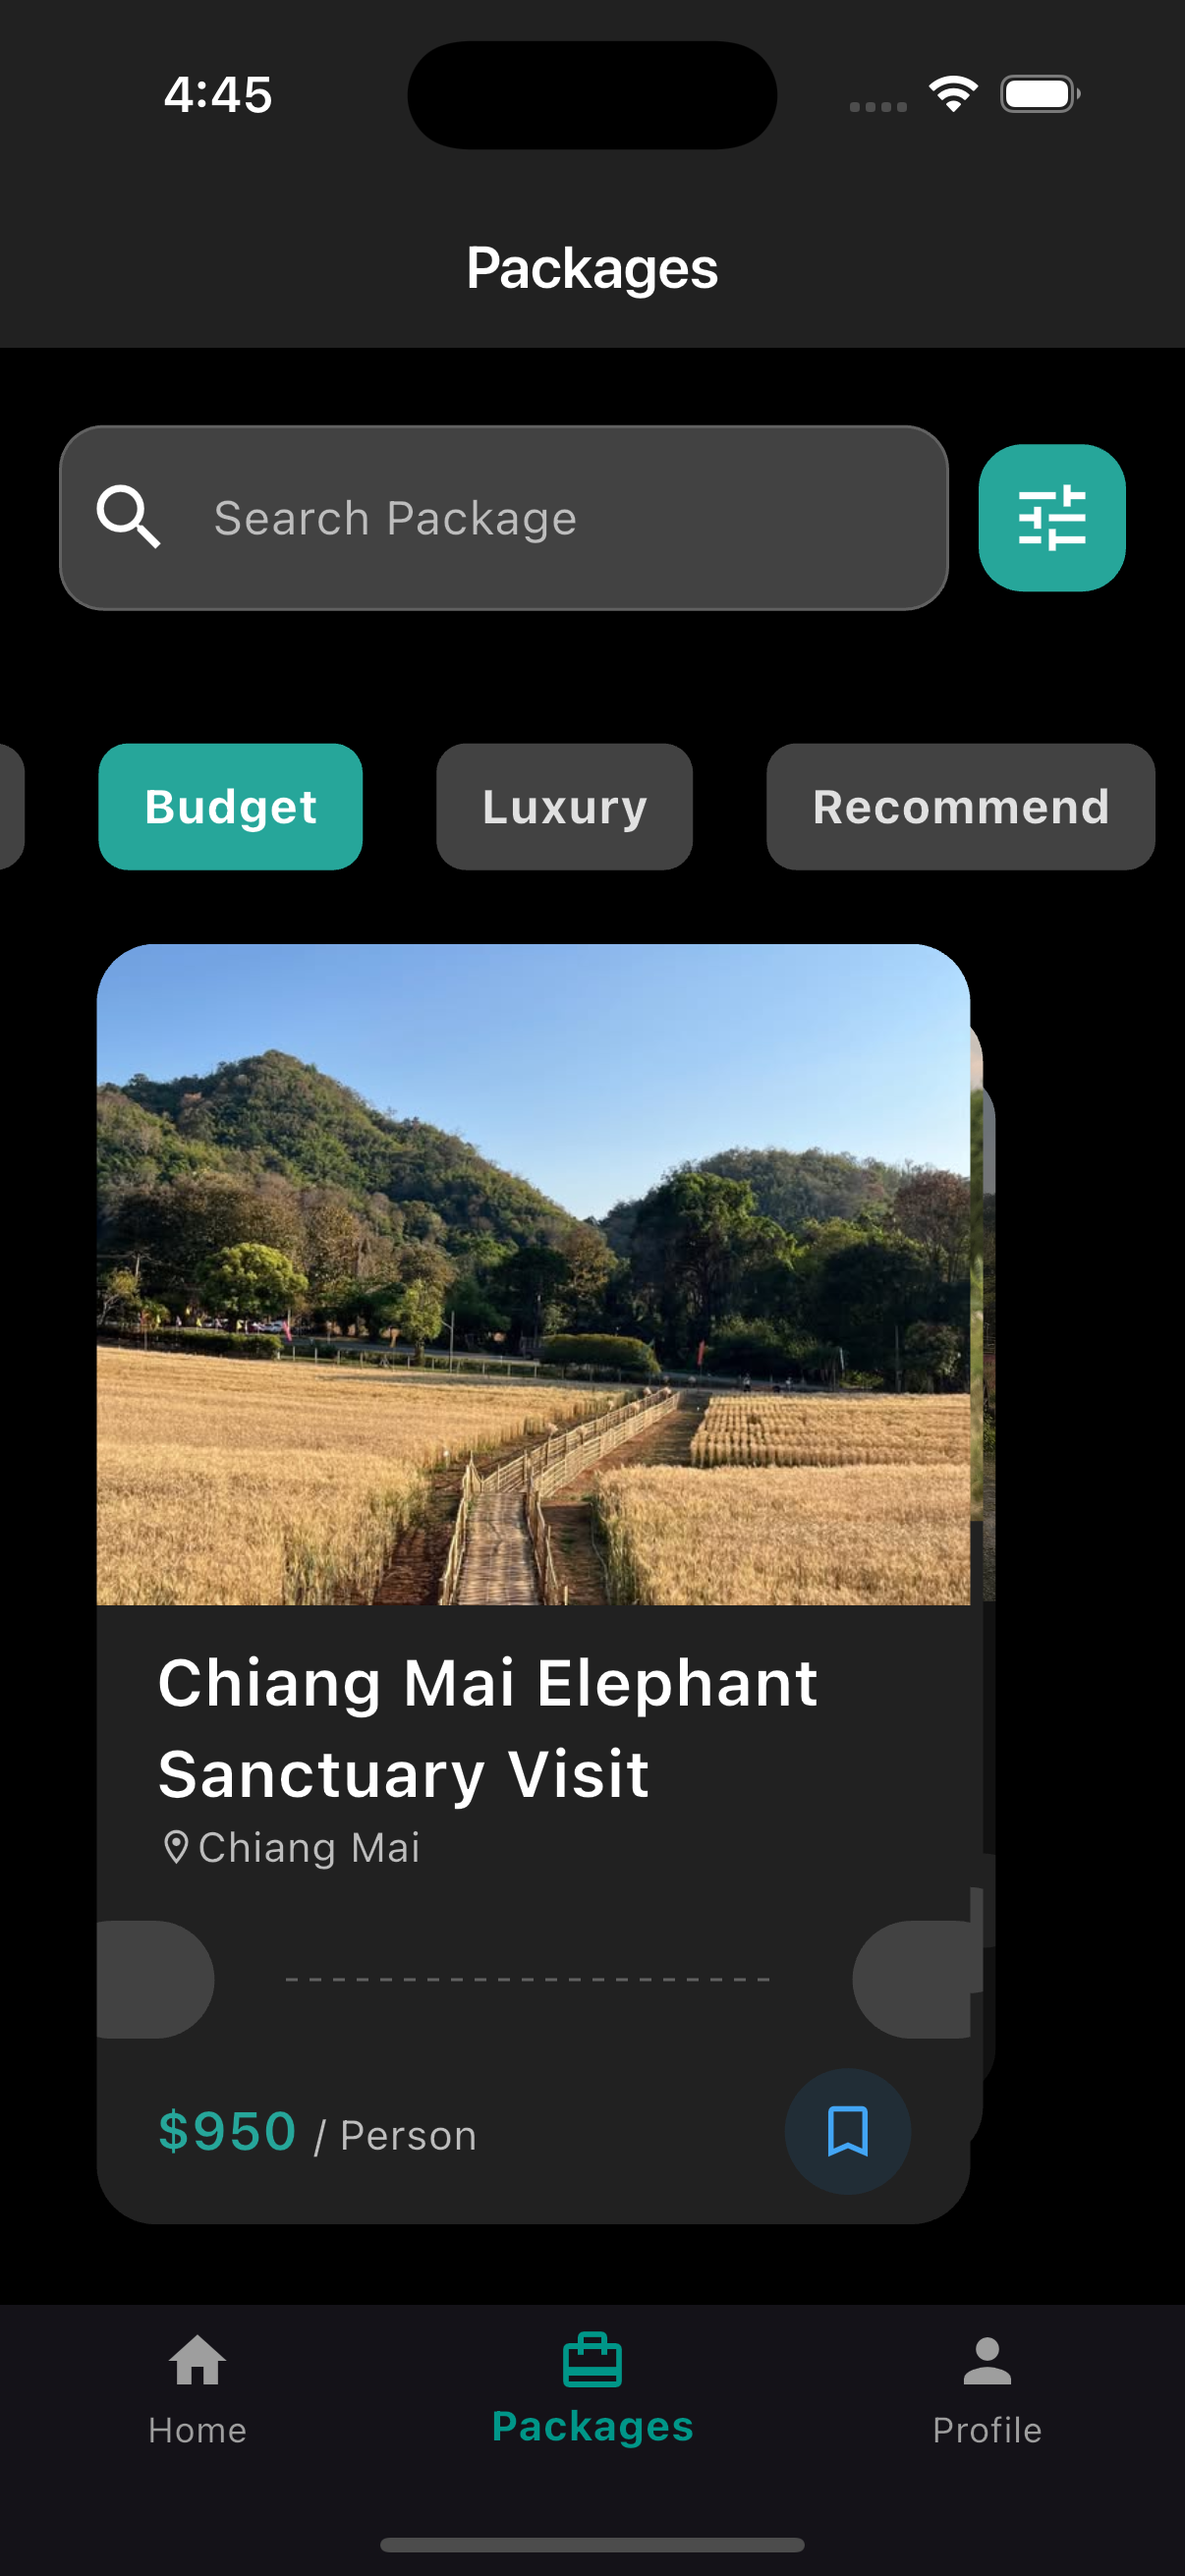 4:45
Packages
Search Package
Budget
Luxury
Recommend
Chiang Mai Elephant
Sanctuary Visit
Chiang Mai
$950 / Person
Home
Packages
Profile